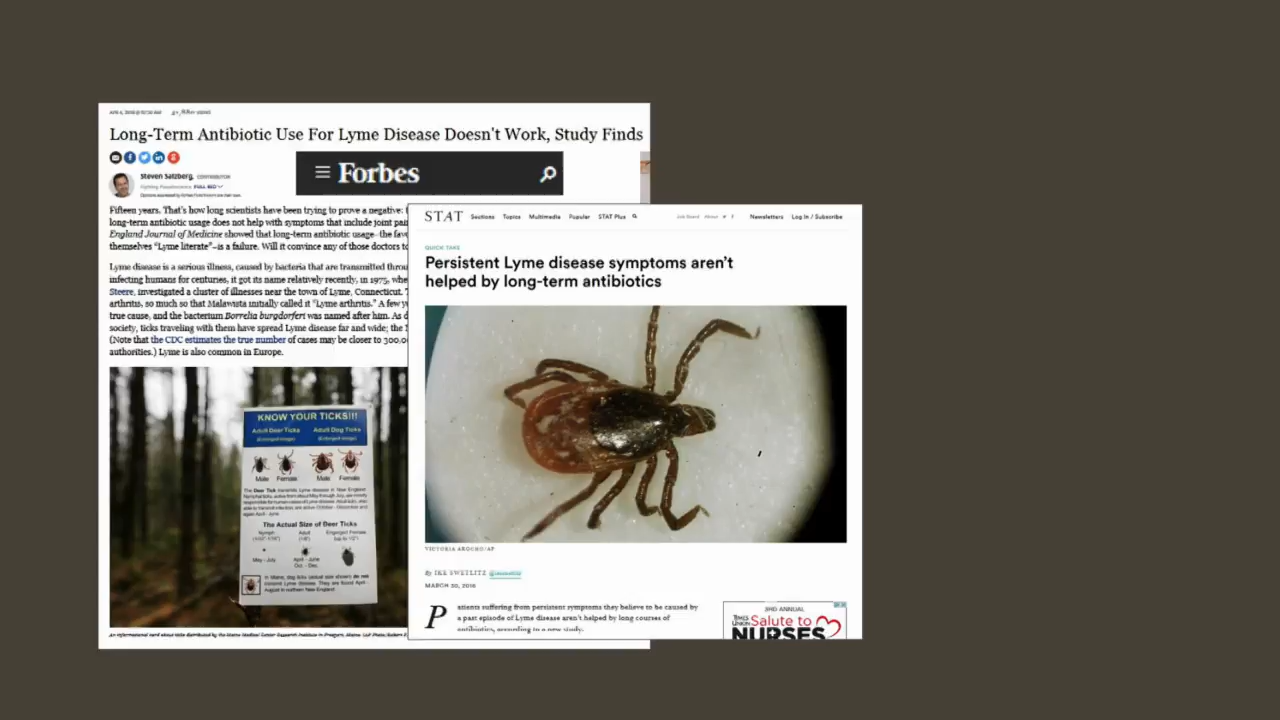 Long-Term Antibiotic Use For Lyme Disease Doesn't Work, Study Finds
Steven Salzberg, CONTRIBUTOR
Forbes
Fifteen years. That's how long scientists have been trying to prove a negative:
long-term antibiotic usage does not help with symptoms that include joint pai
England Journal of Medicine showed that long-term antibiotic usage–the fav
themselves "Lyme literate"–is a failure. Will it convince any of those doctors to
Lyme disease is a serious illness, caused by bacteria that are transmitted throu
infecting humans for centuries, it got its name relatively recently, in 1975, whe
Steere, investigated a cluster of illnesses near the town of Lyme, Connecticut.
arthritis, so much so that Malawista initially called it "Lyme arthritis." A few y
true cause, and the bacterium Borrelia burgdorferi was named after him. As d
society, ticks traveling with them have spread Lyme disease far and wide; the
(Note that the CDC estimates the true number of cases may be closer to 300,0
authorities.) Lyme is also common in Europe.
KNOW YOUR TICKS!!!
Adult Deer Ticks Adult Dog Ticks
Male Female Male Female
The Actual Size of Deer Ticks
Nymph Adult Engorged Female
May - July April - June
Oct. - Dec.
STAT Sections Topics Multimedia Popular STAT Plus
Newsletters Log In / Subscribe
QUICK TAKE
Persistent Lyme disease symptoms aren't
helped by long-term antibiotics
VICTORIA AROCHO/AP
By IKE SWETLITZ @ikeswetlitz
MARCH 30, 2016
Patients suffering from persistent symptoms they believe to be caused by
a past episode of Lyme disease aren't helped by long courses of
antibiotics, according to a new study.
3RD ANNUAL
TIMES UNION Salute to
NURSES